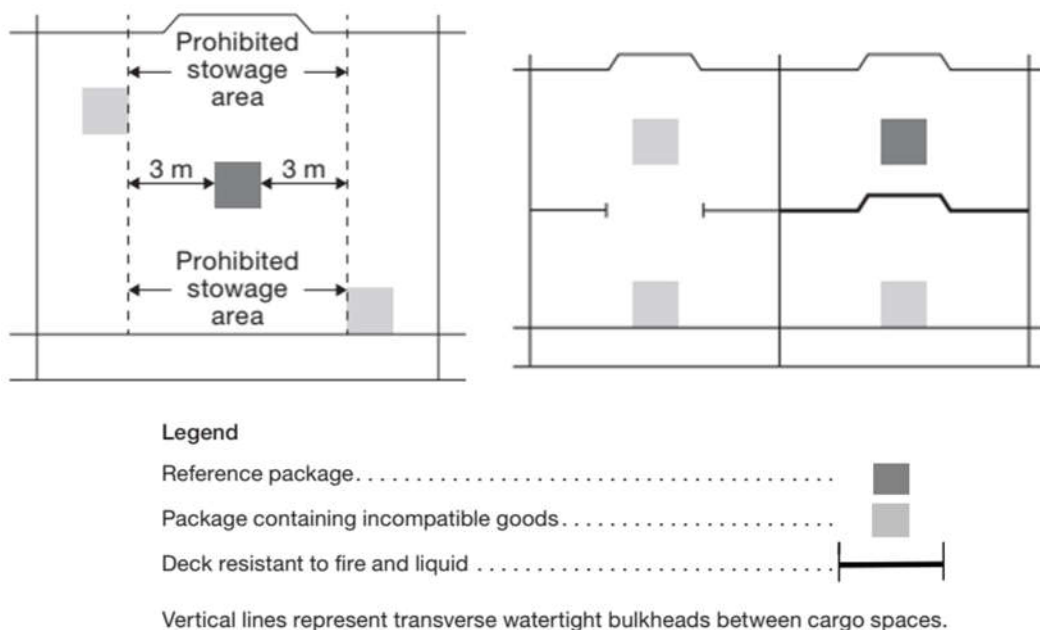 Prohibited
stowage
area
3 m
3 m
Prohibited
stowage
area
Legend
Reference package. . . . . . . . . . . . . . . . . . . . . . . . . . . . . . . . . . . . . . . . .
Package containing incompatible goods. . . . . . . . . . . . . . . . . . . . . . .
Deck resistant to fire and liquid . . . . . . . . . . . . . . . . . . . . . . . . . . . . . .
Vertical lines represent transverse watertight bulkheads between cargo spaces.